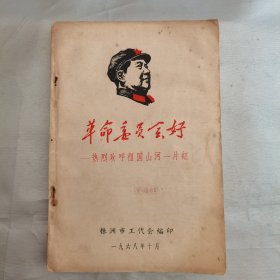 革命委员会好
—热烈欢呼祖国山河一片红
株洲市工代会编印
一九六八年十月